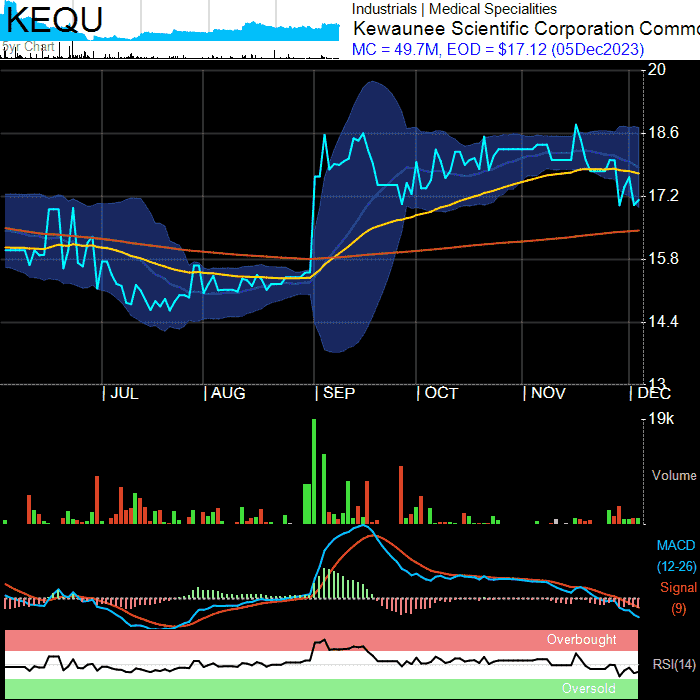 KEQU
5yr Chart
Industrials | Medical Specialities
Kewaunee Scientific Corporation Commo
MC = 49.7M, EOD = $17.12 (05Dec2023)
20
18.6
17.2
15.8
14.4
13
JUL AUG SEP OCT NOV DEC
19k
Volume
MACD
(12-26)
Signal
(9)
Overbought
RSI(14)
Oversold